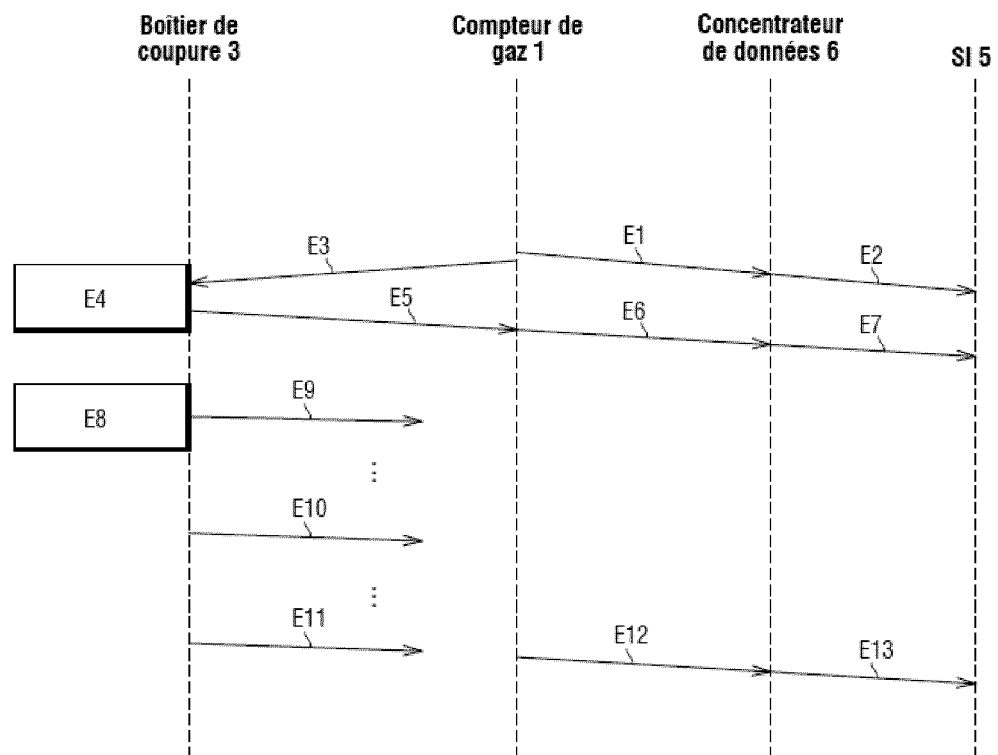 Boîtier de
coupure 3
Compteur de
gaz 1
Concentrateur
de données 6
SI 5
E3
E1
E2
E4
E5
E6
E7
E8
E9
...
E10
...
E11
E12
E13